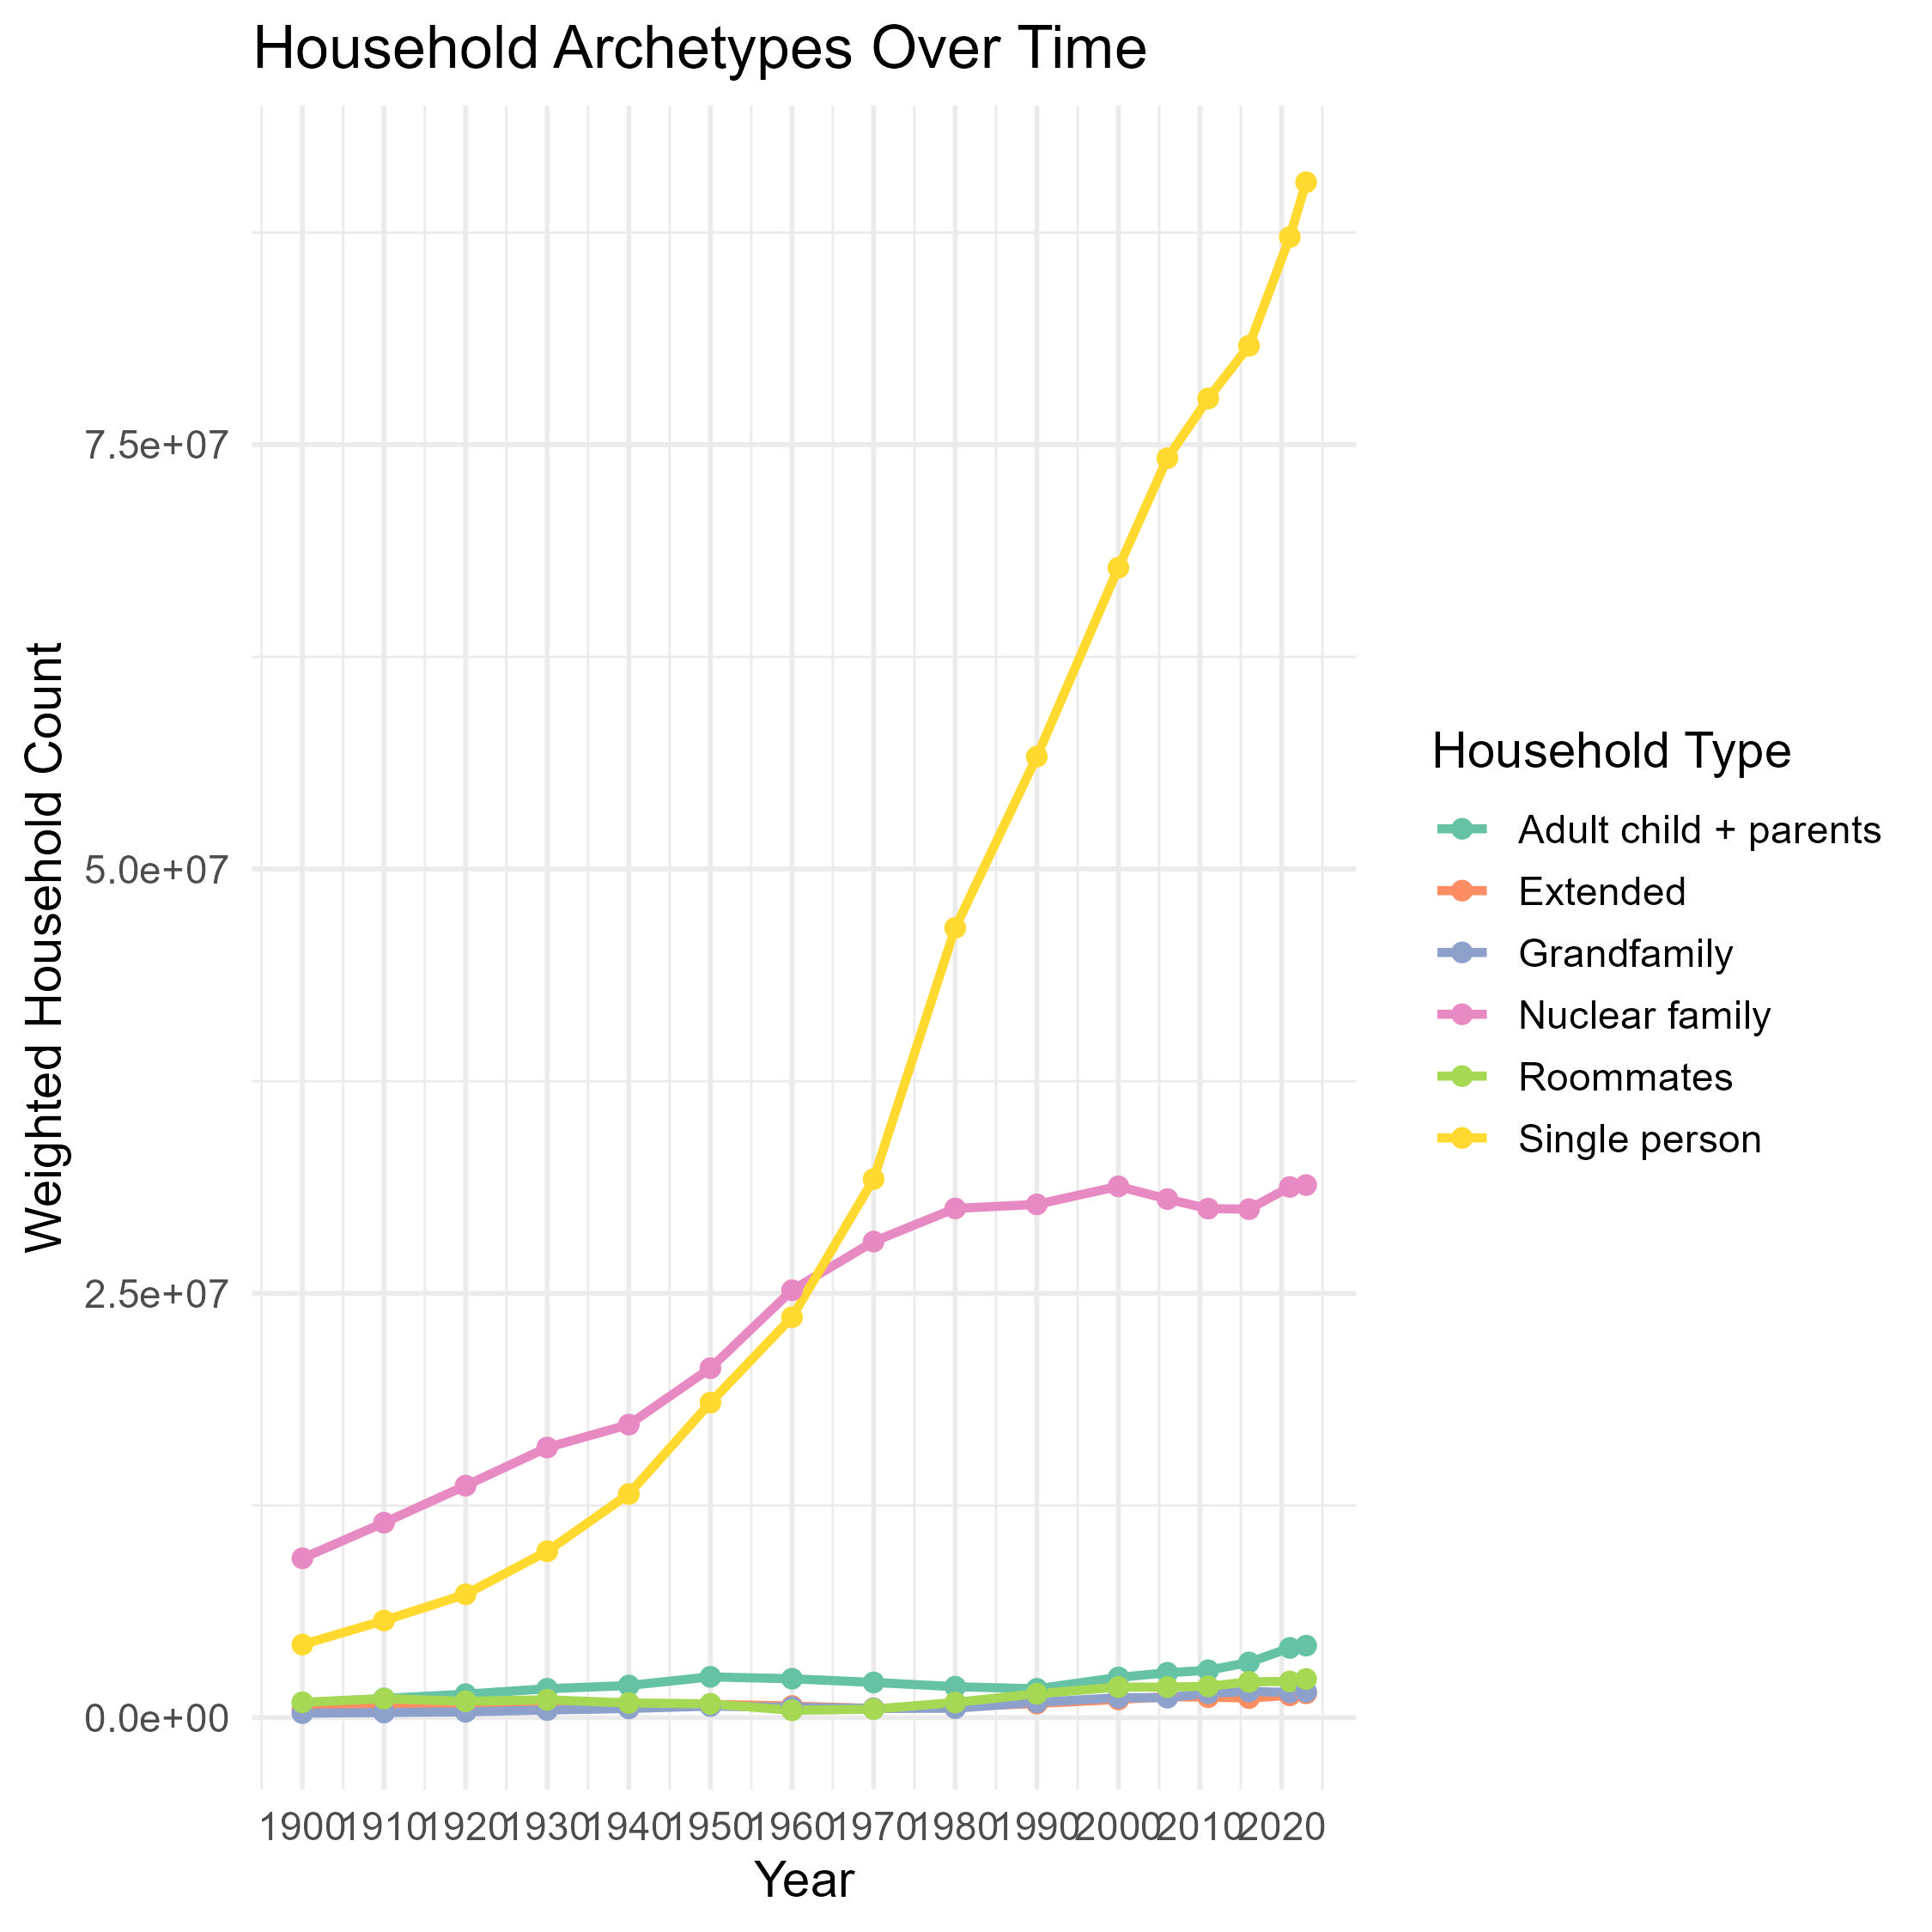 Household Archetypes Over Time
Weighted Household Count
7.5e+07
5.0e+07
2.5e+07
0.0e+00
1900 1910 1920 1930 1940 1950 1960 1970 1980 1990 2000 2010 2020
Year
Household Type
Adult child + parents
Extended
Grandfamily
Nuclear family
Roommates
Single person